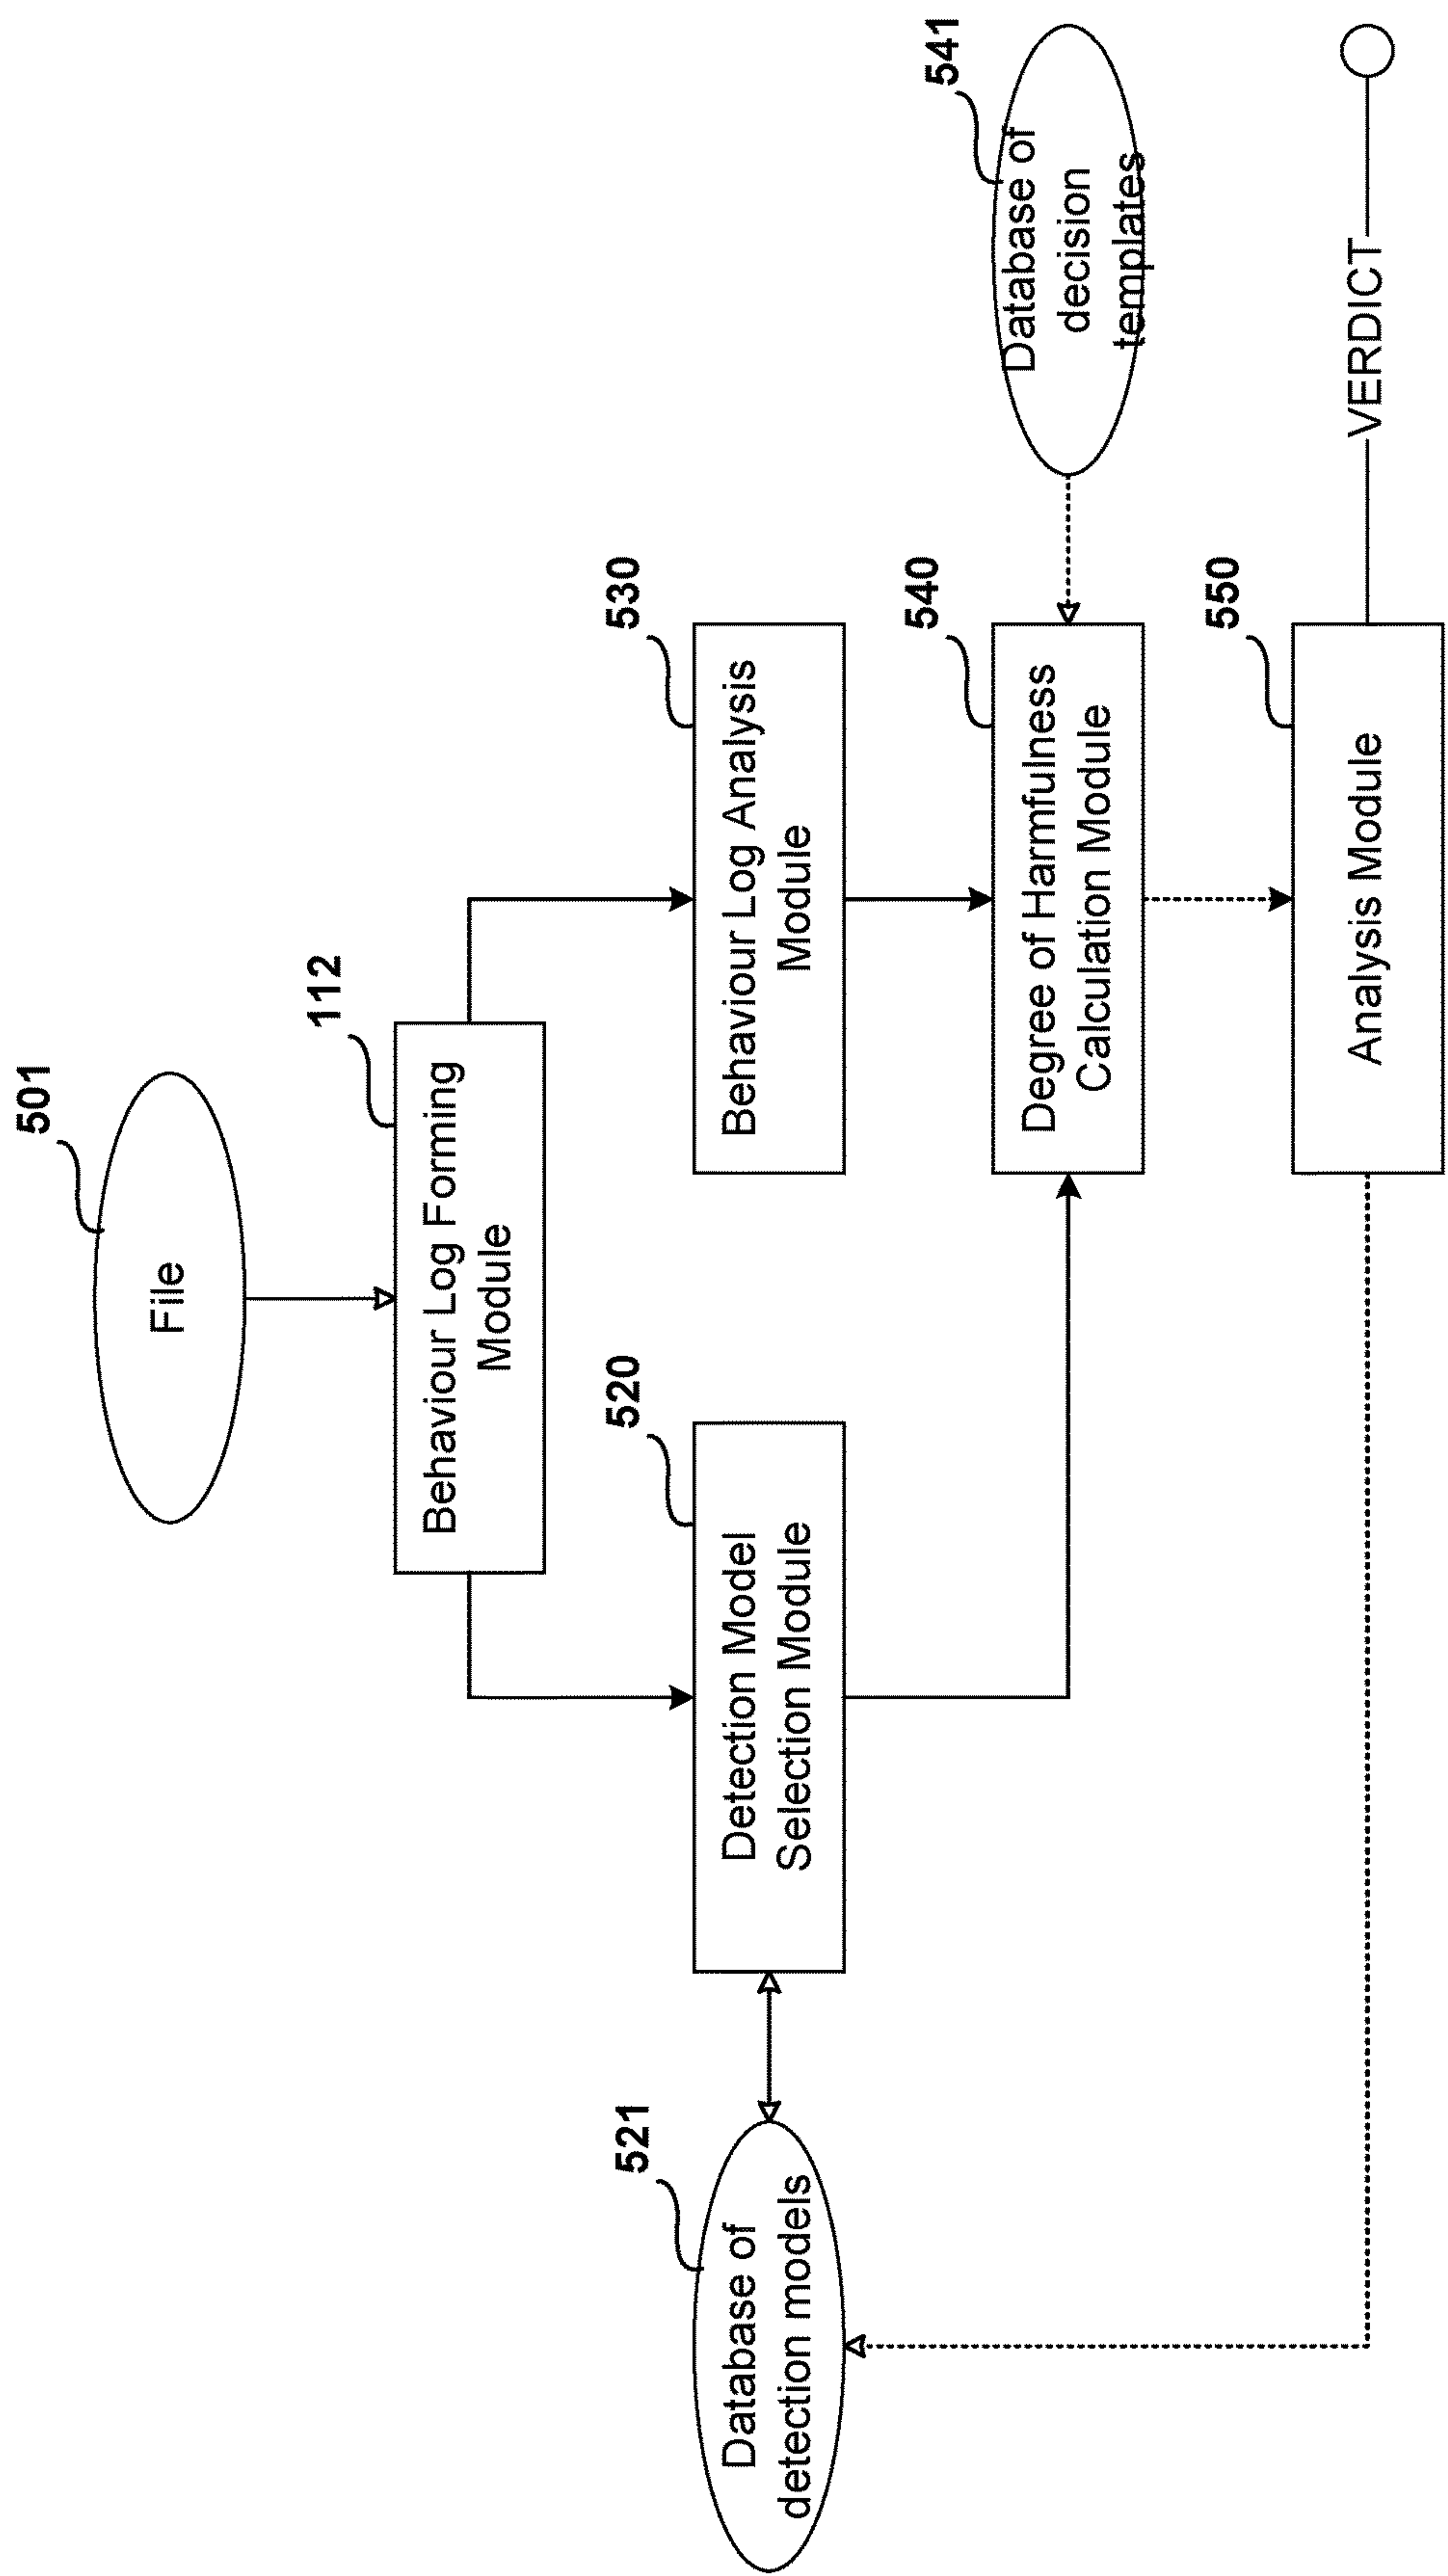 501
File
112
Behaviour Log Forming
Module
521
Database of
detection models
520
Detection Model
Selection Module
530
Behaviour Log Analysis
Module
540
Degree of Harmfulness
Calculation Module
541
Database of
decision
templates
550
Analysis Module
VERDICT